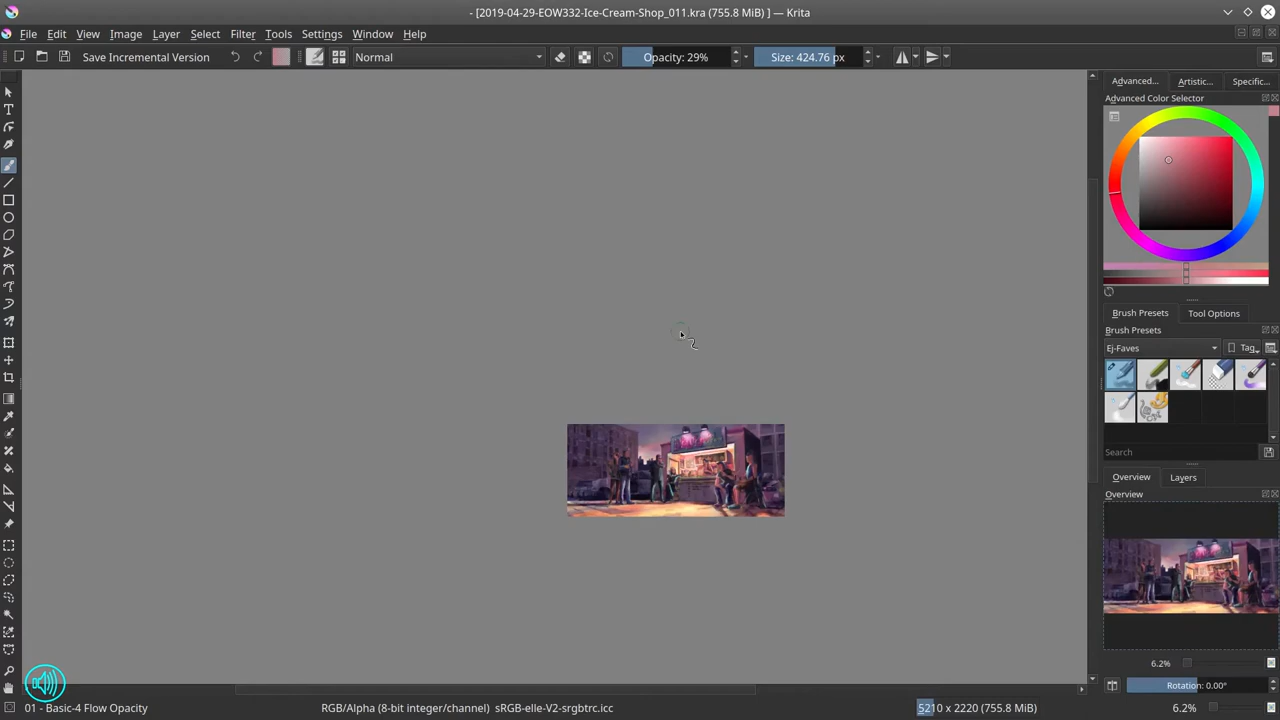 - [2019-04-29-EOW332-Ice-Cream-Shop_011.kra (755.8 MiB) ] — Krita
File Edit View Image Layer Select Filter Tools Settings Window Help
Save Incremental Version Normal Opacity: 29% Size: 424.76 px
Advanced... Artistic... Specific...
Advanced Color Selector
Brush Presets Tool Options
Brush Presets
Ej-Faves Tag
Search
Overview Layers
Overview
6.2%
Rotation: 0.00°
01 - Basic-4 Flow Opacity RGB/Alpha (8-bit integer/channel) sRGB-elle-V2-srgbtrc.icc 5210 x 2220 (755.8 MiB) 6.2%